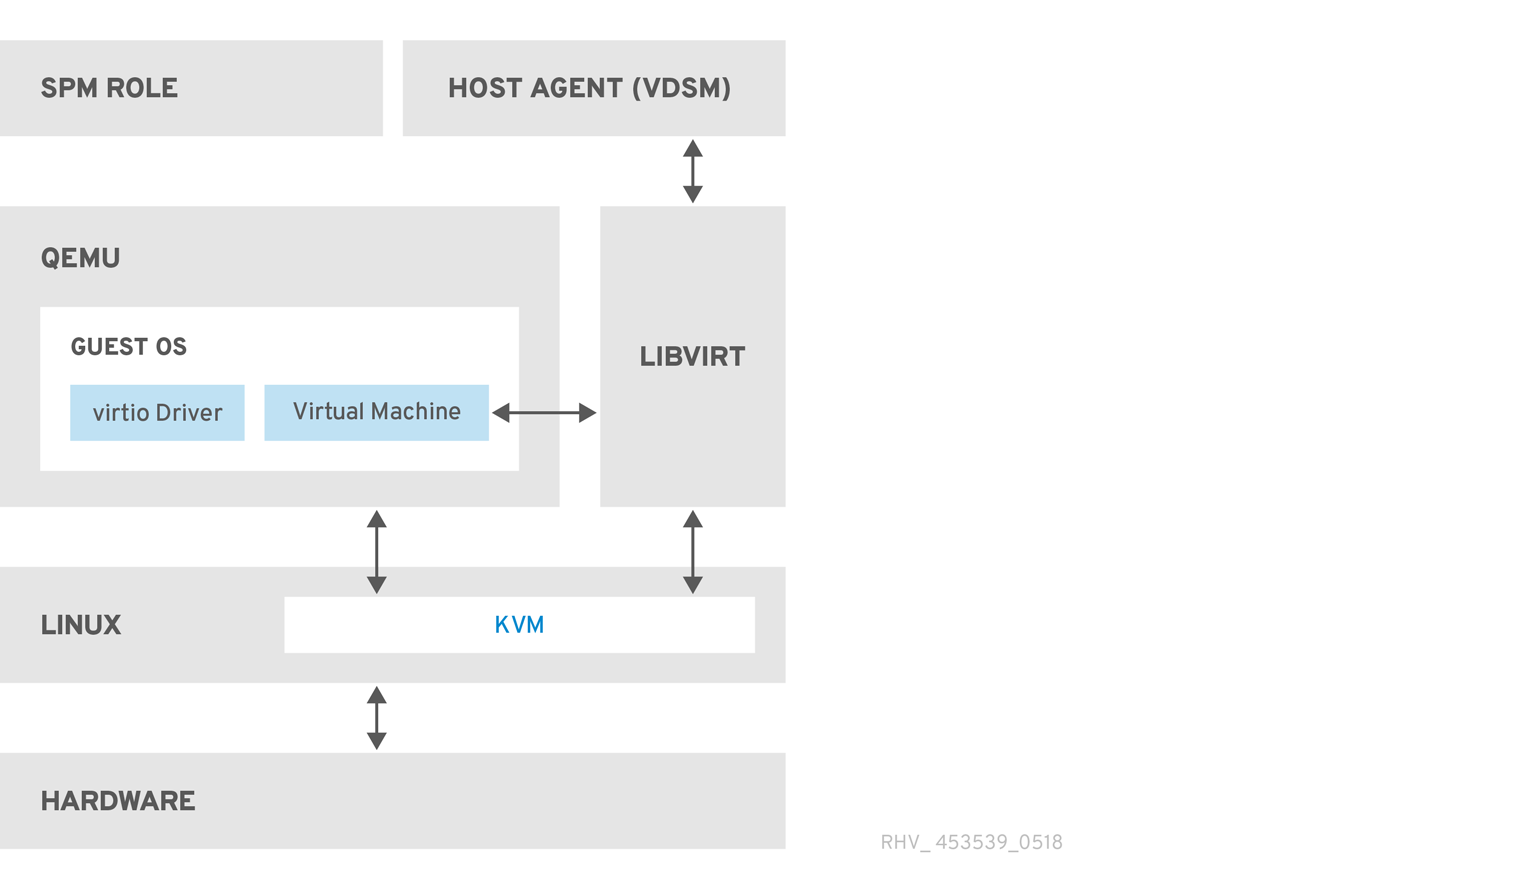 SPM ROLE
HOST AGENT (VDSM)
QEMU
GUEST OS
virtio Driver
Virtual Machine
LIBVIRT
LINUX
KVM
HARDWARE
RHV_ 453539_0518